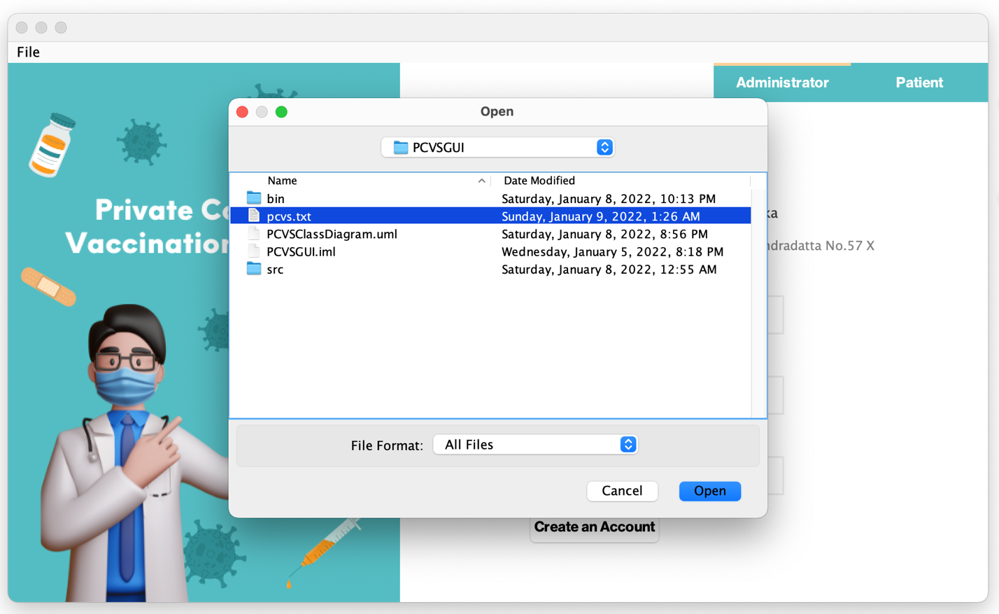 File
Administrator
Patient
Open
PCVSGUI
Name
Date Modified
bin Saturday, January 8, 2022, 10:13 PM
pcvs.txt Sunday, January 9, 2022, 1:26 AM
PCVSClassDiagram.uml Saturday, January 8, 2022, 8:56 PM
PCVSGUI.iml Wednesday, January 5, 2022, 8:18 PM
src Saturday, January 8, 2022, 12:55 AM
Private
Vaccination
No.57 X
File Format: All Files
Cancel
Open
Create an Account